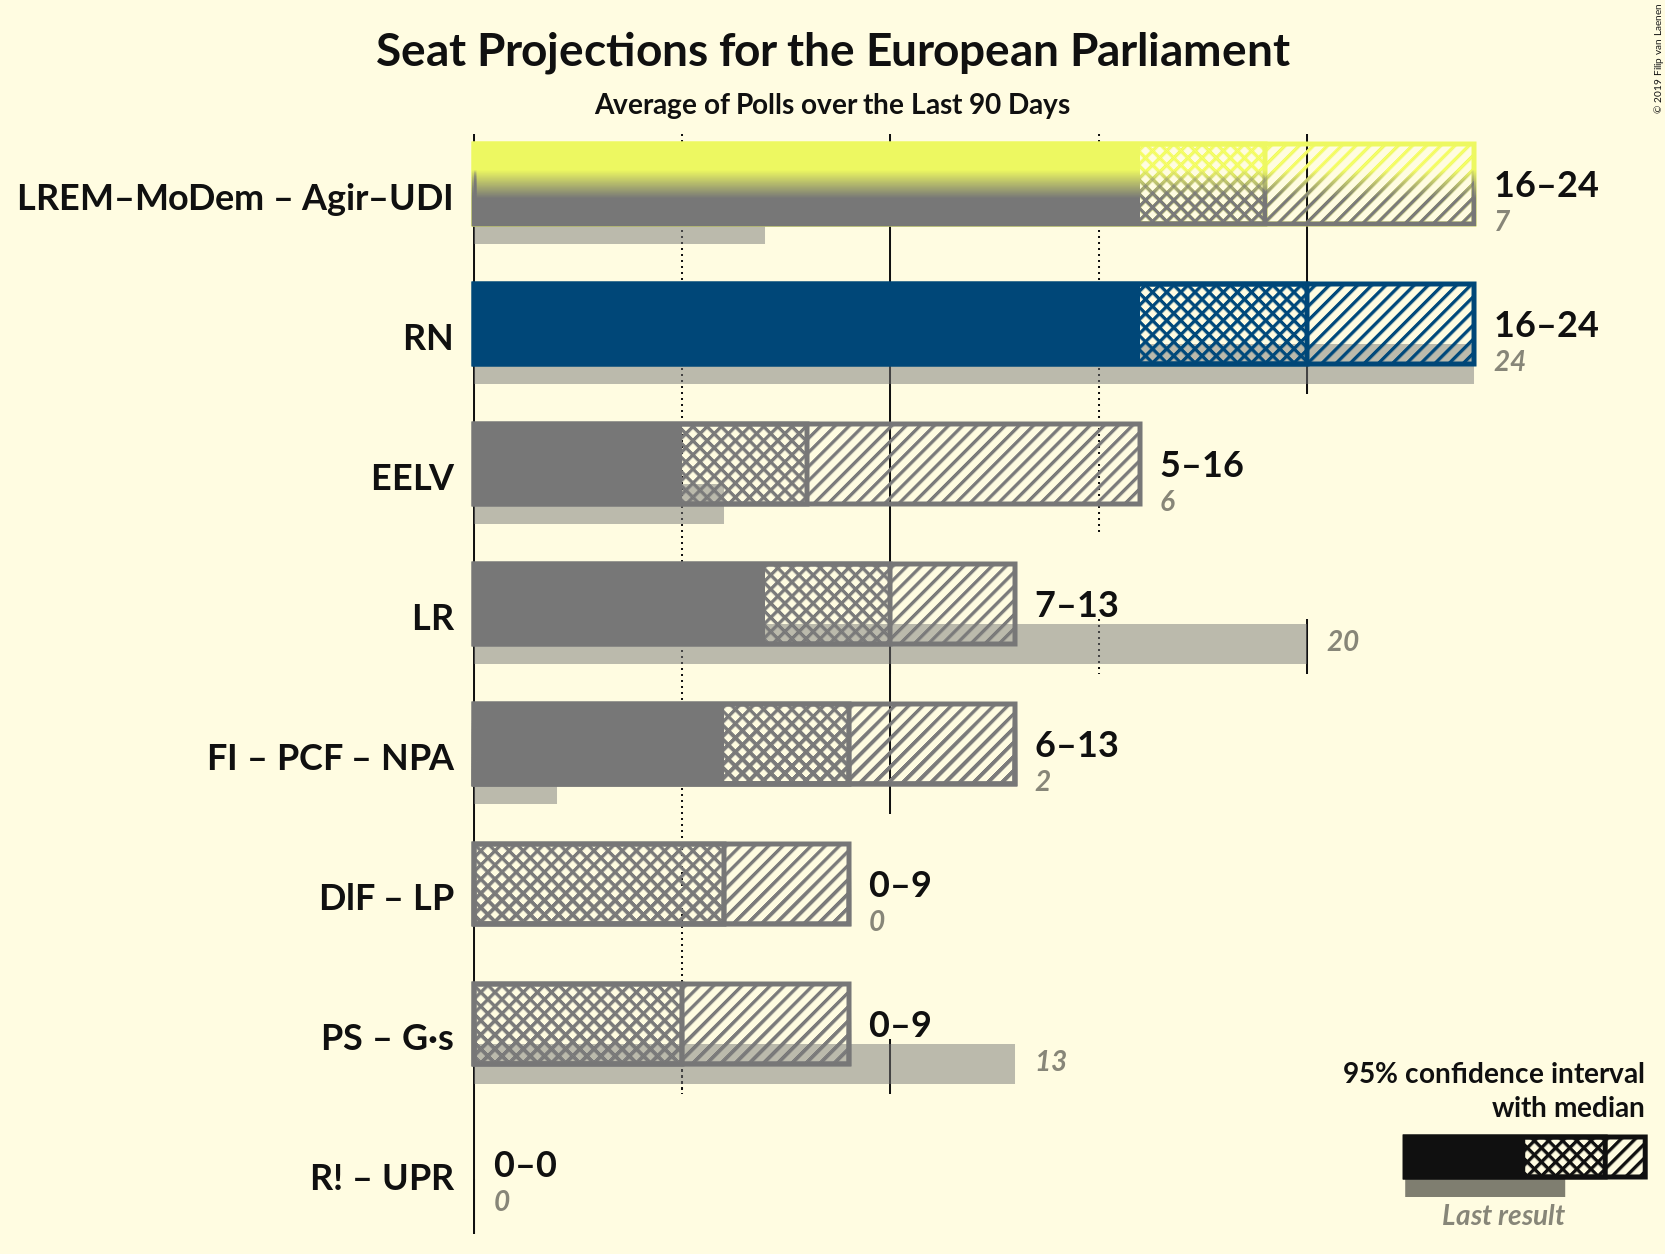 Seat Projections for the European Parliament
Average of Polls over the Last 90 Days
© 2019 Filip van Laenen
LREM–MoDem – Agir–UDI
16–24
7
RN
16–24
24
EELV
5–16
6
LR
7–13
20
FI – PCF – NPA
6–13
2
DlF – LP
0–9
0
PS – G·s
0–9
13
R! – UPR
0–0
0
95% confidence interval
with median
Last result